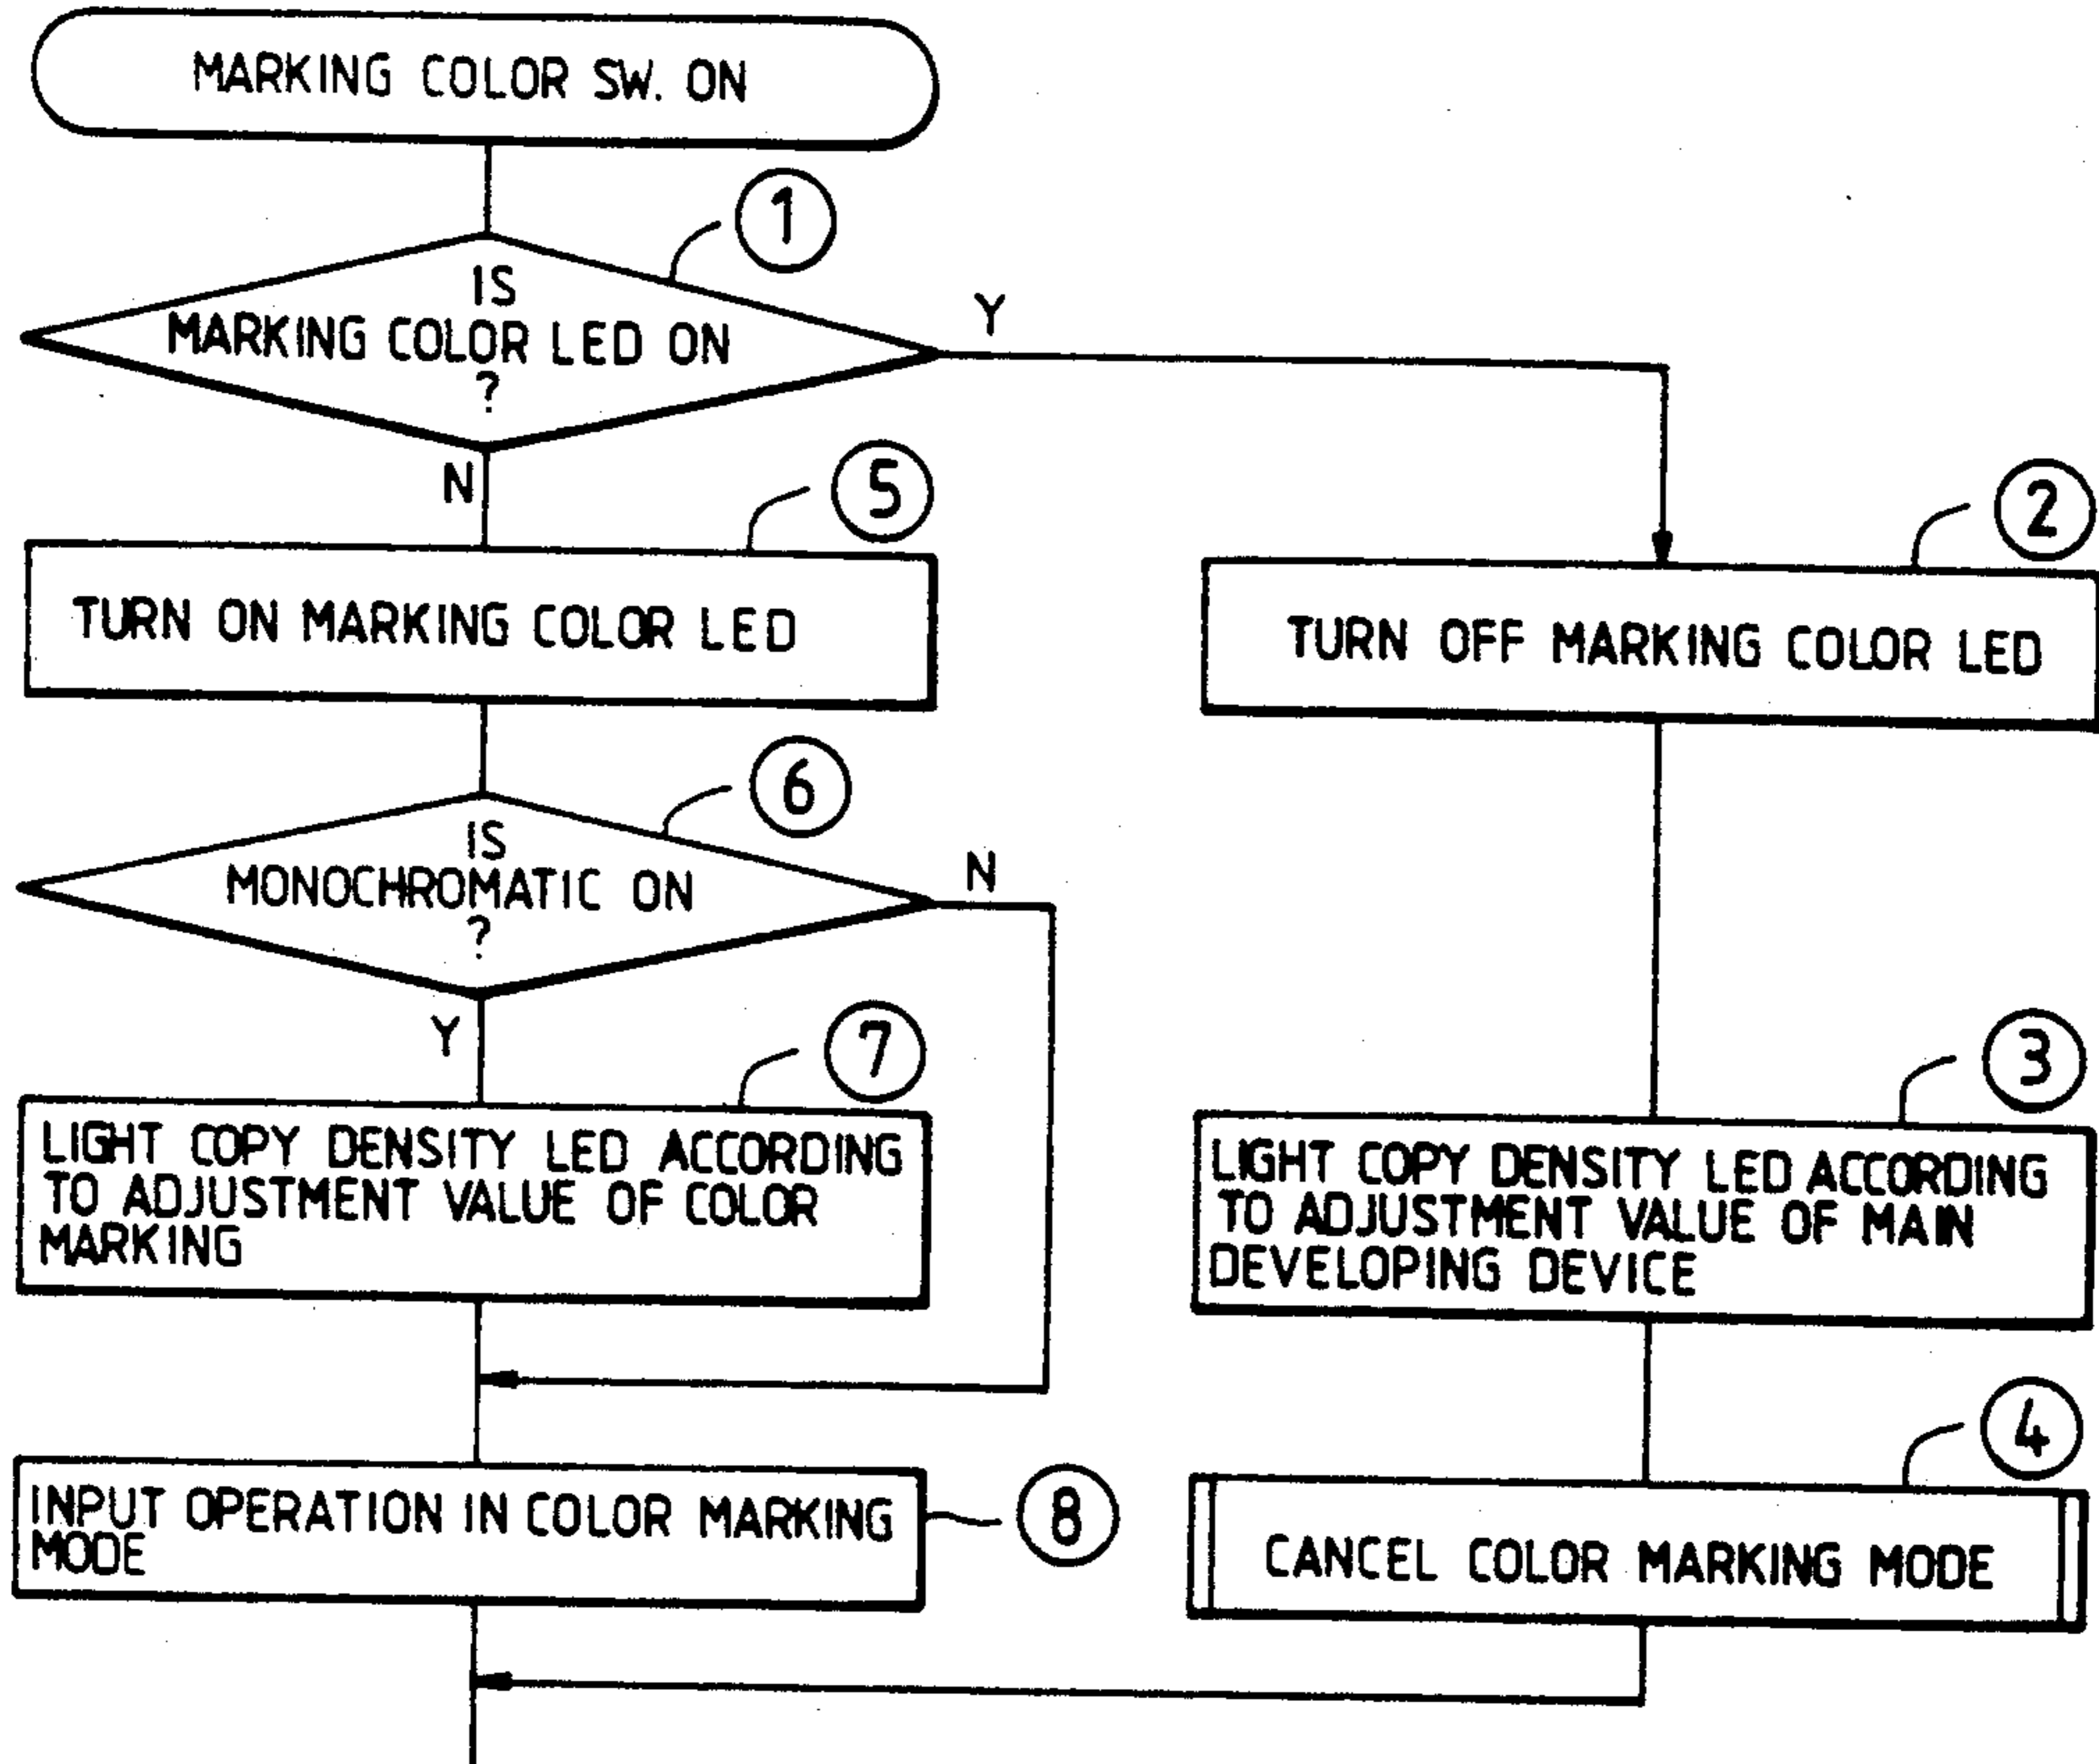 MARKING COLOR SW. ON
1
IS
MARKING COLOR LED ON
?
Y
N
5
TURN ON MARKING COLOR LED
2
TURN OFF MARKING COLOR LED
6
IS
MONOCHROMATIC ON
?
N
Y
7
LIGHT COPY DENSITY LED ACCORDING
TO ADJUSTMENT VALUE OF COLOR
MARKING
3
LIGHT COPY DENSITY LED ACCORDING
TO ADJUSTMENT VALUE OF MAIN
DEVELOPING DEVICE
8
INPUT OPERATION IN COLOR MARKING
MODE
4
CANCEL COLOR MARKING MODE